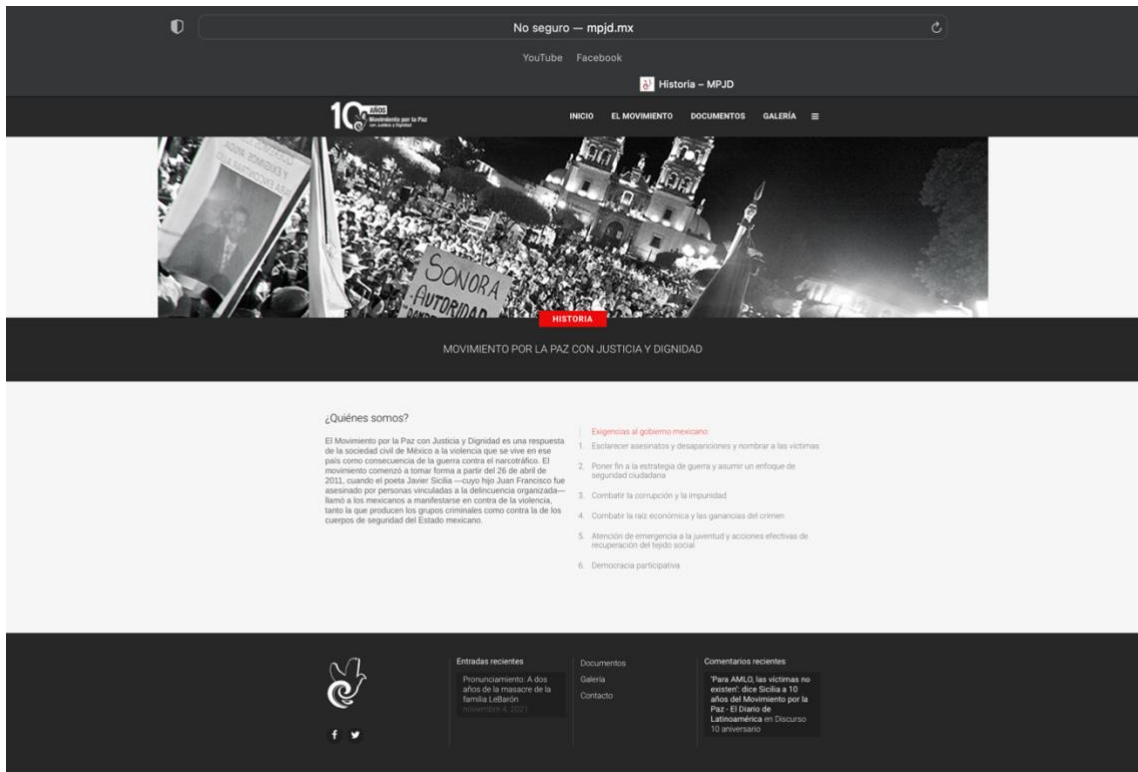 No seguro — mpjd.mx
YouTube Facebook
Historia – MPJD
10 AÑOS
Movimiento por la Paz
con Justicia y Dignidad
INICIO EL MOVIMIENTO DOCUMENTOS GALERÍA
SONORA
AUTORIDAD
HISTORIA
MOVIMIENTO POR LA PAZ CON JUSTICIA Y DIGNIDAD
¿Quiénes somos?
El Movimiento por la Paz con Justicia y Dignidad es una respuesta
de la sociedad civil de México a la violencia que se vive en ese
país como consecuencia de la guerra contra el narcotráfico. El
movimiento comenzó a tomar forma a partir del 26 de abril de
2011, cuando el poeta Javier Sicilia —cuyo hijo Juan Francisco fue
asesinado por personas vinculadas a la delincuencia organizada—
llamó a los mexicanos a manifestarse en contra de la violencia,
tanto la que producen los grupos criminales como contra la de los
cuerpos de seguridad del Estado mexicano.
Exigencias al gobierno mexicano:
1. Esclarecer asesinatos y desapariciones y nombrar a las víctimas
2. Poner fin a la estrategia de guerra y asumir un enfoque de
seguridad ciudadana
3. Combatir la corrupción y la impunidad
4. Combatir la raíz económica y las ganancias del crimen
5. Atención de emergencia a la juventud y acciones efectivas de
recuperación del tejido social
6. Democracia participativa
Entradas recientes
Pronunciamiento: A dos
años de la masacre de la
familia LeBarón
noviembre 4, 2021
Documentos
Galería
Contacto
Comentarios recientes
'Para AMLO, las víctimas no
existen': dice Sicilia a 10
años del Movimiento por la
Paz - El Diario de
Latinoamérica en Discurso
10 aniversario